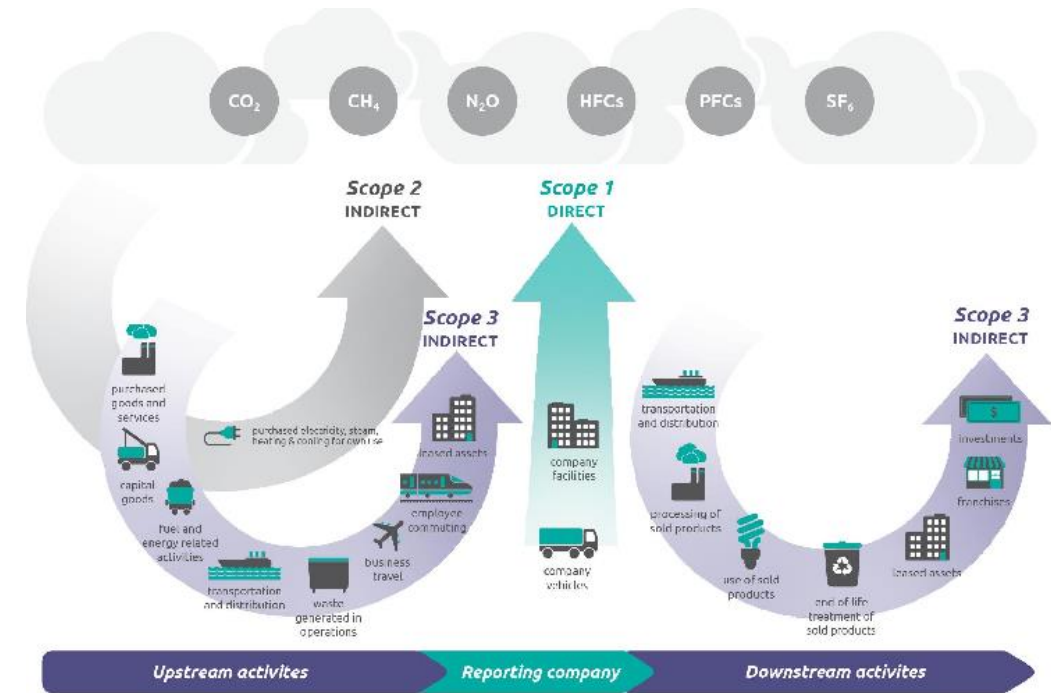 CO₂
CH₄
N₂O
HFCs
PFCs
SF₆
Scope 2
INDIRECT
Scope 1
DIRECT
Scope 3
INDIRECT
Scope 3
INDIRECT
purchased
goods and
services
capital
goods
fuel and
energy related
activities
transportation
and distribution
waste
generated in
operations
business
travel
employee
commuting
leased assets
purchased electricity, steam,
heating & cooling for own use
company
facilities
company
vehicles
transportation
and distribution
processing of
sold products
use of sold
products
end of life
treatment of
sold products
leased assets
franchises
investments
$
Upstream activites
Reporting company
Downstream activites